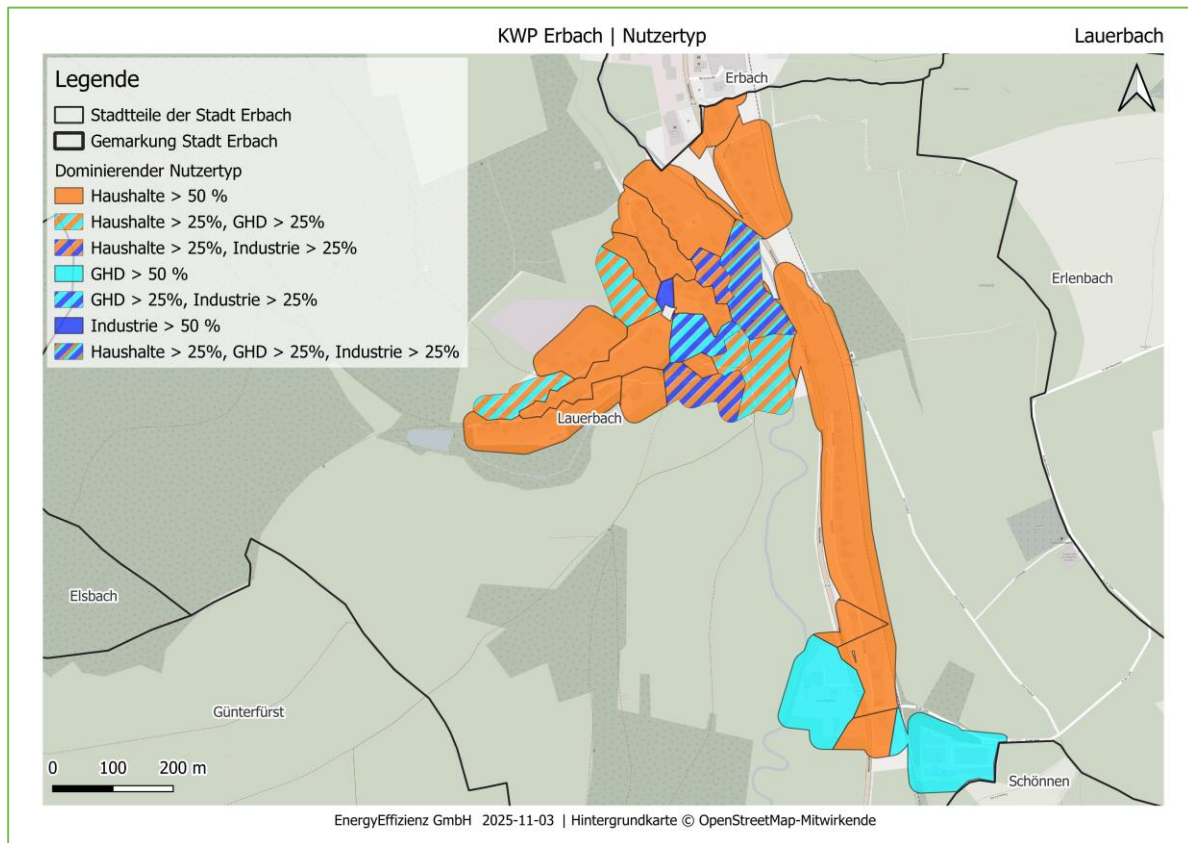 KWP Erbach | Nutzertyp
Lauerbach
Legende
Stadtteile der Stadt Erbach
Gemarkung Stadt Erbach
Dominierender Nutzertyp
Haushalte > 50 %
Haushalte > 25%, GHD > 25%
Haushalte > 25%, Industrie > 25%
GHD > 50 %
GHD > 25%, Industrie > 25%
Industrie > 50 %
Haushalte > 25%, GHD > 25%, Industrie > 25%
Erbach
Erlenbach
Lauerbach
Elsbach
Günterfürst
Schönnen
0 100 200 m
EnergyEffizienz GmbH 2025-11-03 | Hintergrundkarte © OpenStreetMap-Mitwirkende